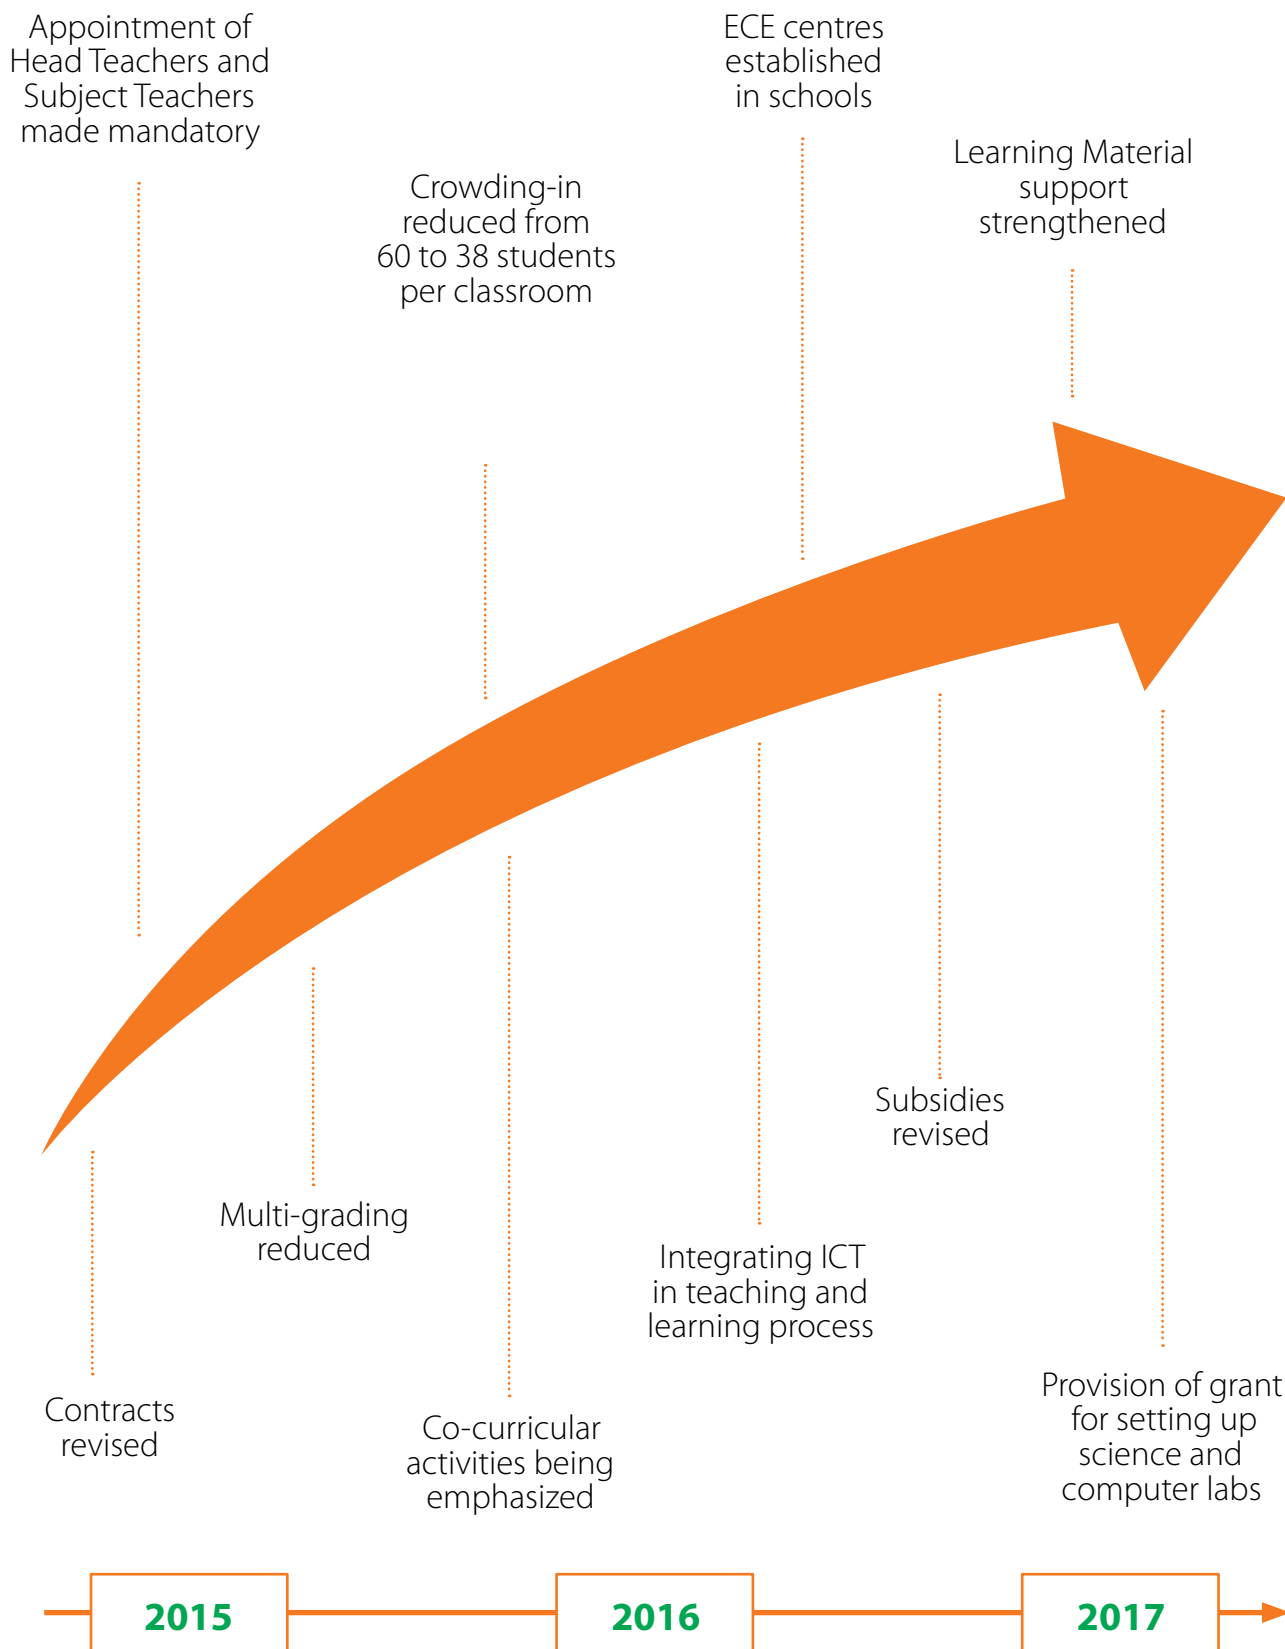 Appointment of
Head Teachers and
Subject Teachers
made mandatory
Crowding-in
reduced from
60 to 38 students
per classroom
ECE centres
established
in schools
Learning Material
support
strengthened
Contracts
revised
Multi-grading
reduced
Co-curricular
activities being
emphasized
Integrating ICT
in teaching and
learning process
Subsidies
revised
Provision of grant
for setting up
science and
computer labs
2015
2016
2017